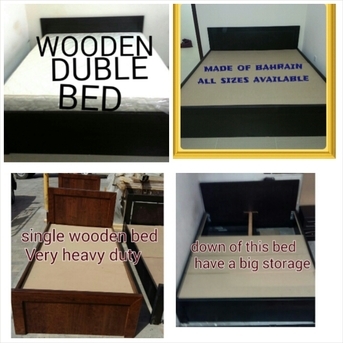 WOODEN
DUBLE
BED
MADE OF BAHRAIN
ALL SIZES AVAILABLE
single wooden bed
Very heavy duty
down of this bed
have a big storage